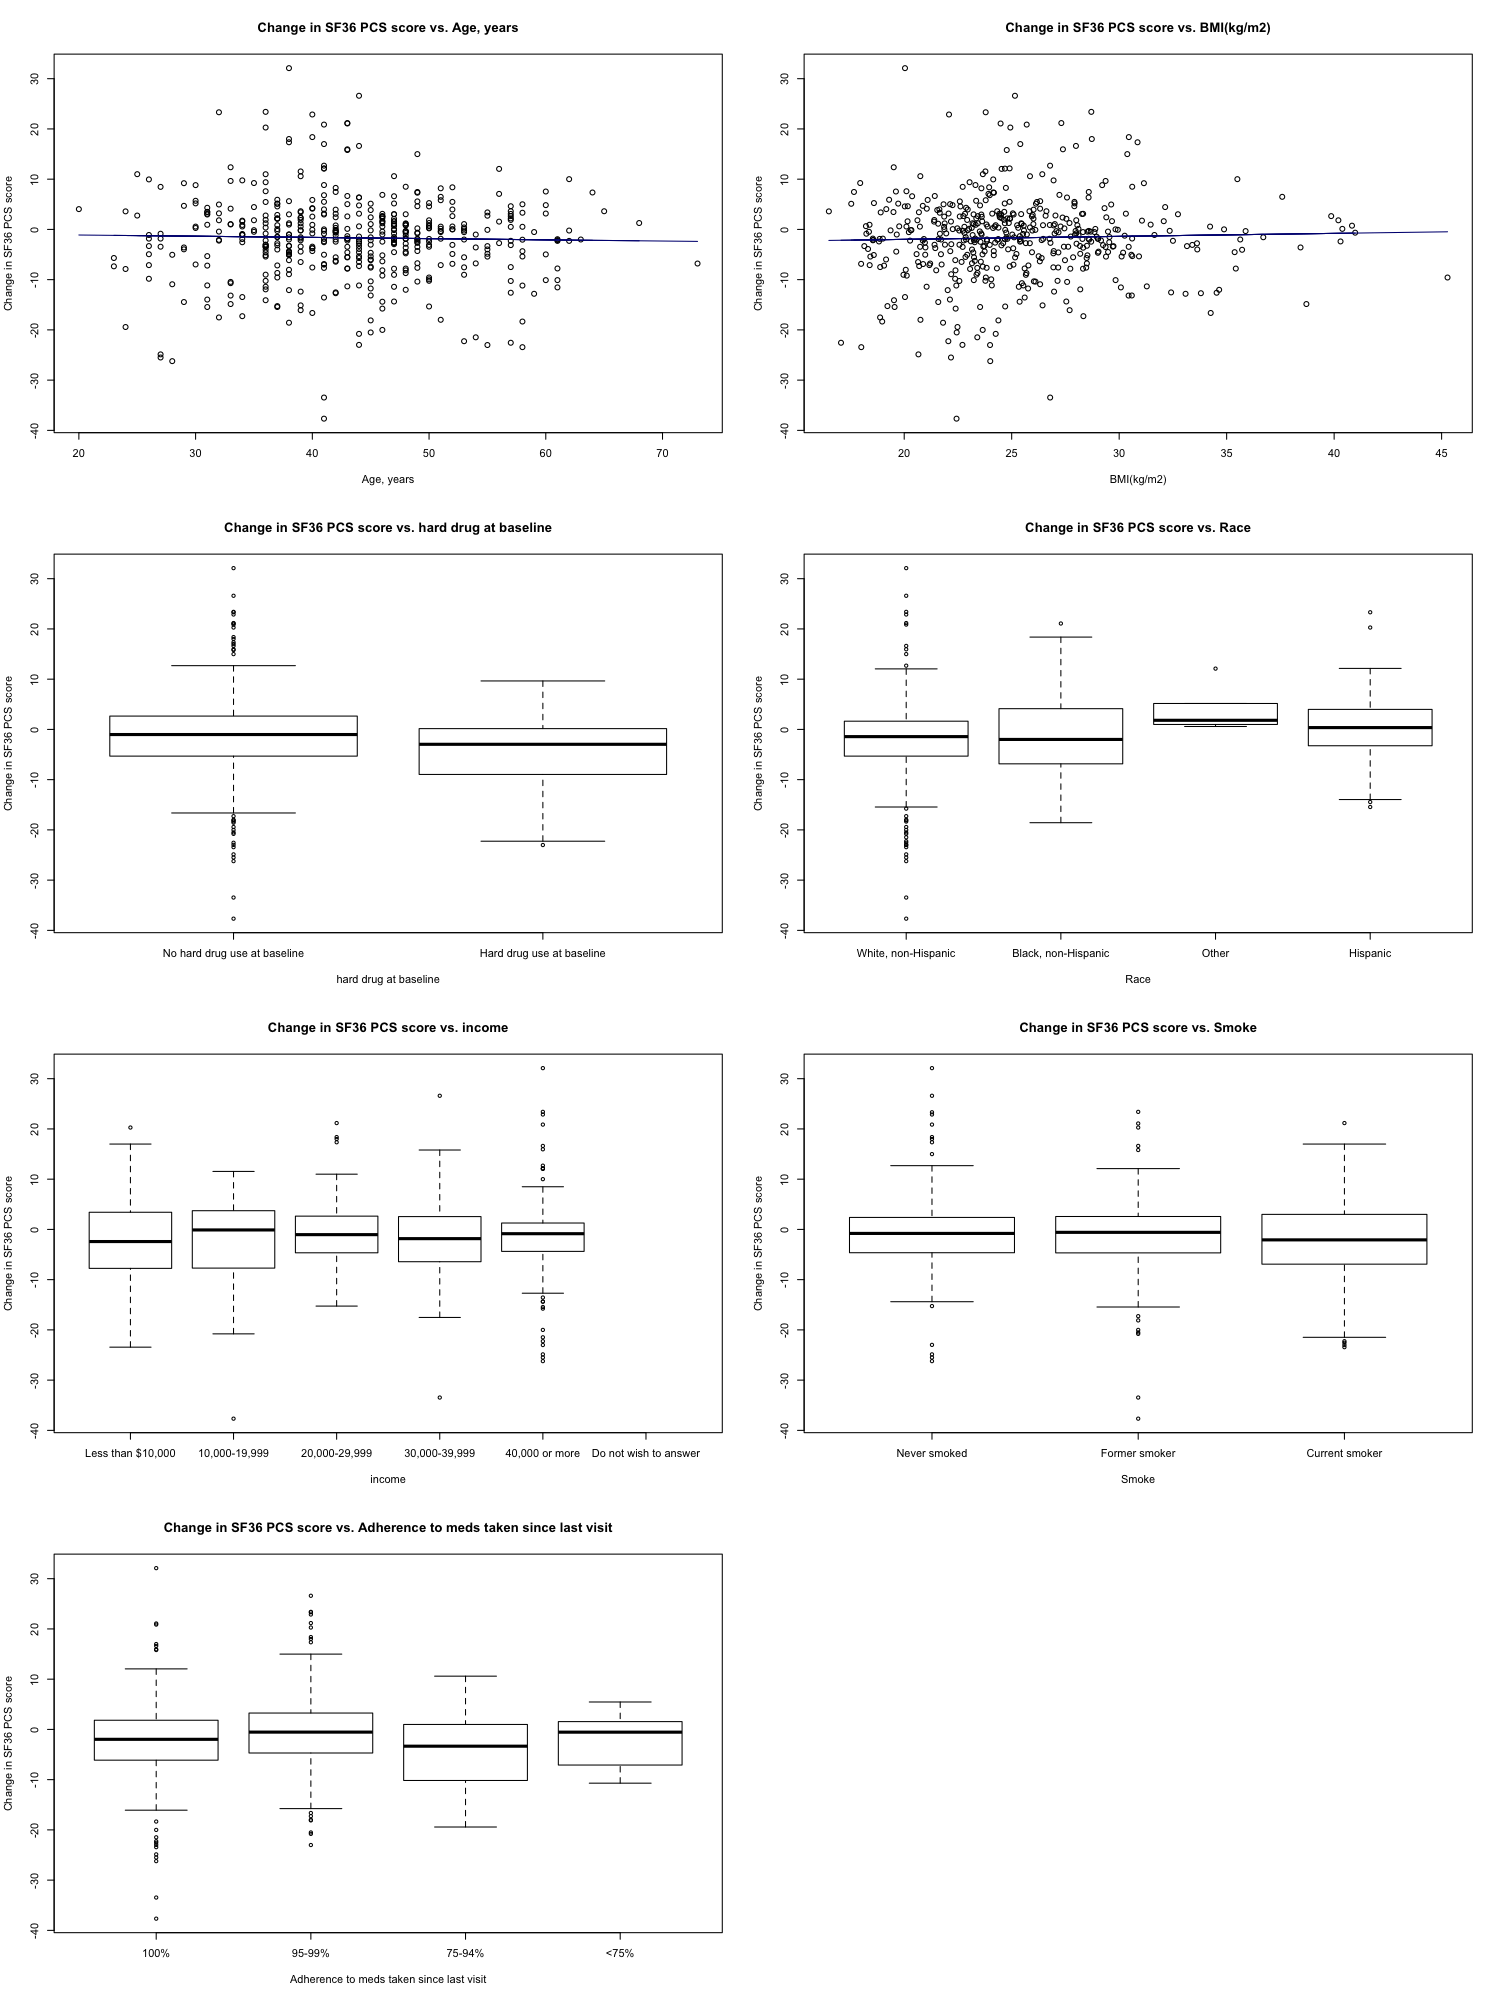 Change in SF36 PCS score vs. Age, years
Change in SF36 PCS score
30
20
10
0
-10
-20
-30
-40
20 30 40 50 60 70
Age, years
Change in SF36 PCS score vs. BMI(kg/m2)
Change in SF36 PCS score
30
20
10
0
-10
-20
-30
-40
20 25 30 35 40 45
BMI(kg/m2)
Change in SF36 PCS score vs. hard drug at baseline
Change in SF36 PCS score
30
20
10
0
-10
-20
-30
-40
No hard drug use at baseline Hard drug use at baseline
hard drug at baseline
Change in SF36 PCS score vs. Race
Change in SF36 PCS score
30
20
10
0
-10
-20
-30
-40
White, non-Hispanic Black, non-Hispanic Other Hispanic
Race
Change in SF36 PCS score vs. income
Change in SF36 PCS score
30
20
10
0
-10
-20
-30
-40
Less than $10,000 10,000-19,999 20,000-29,999 30,000-39,999 40,000 or more Do not wish to answer
income
Change in SF36 PCS score vs. Smoke
Change in SF36 PCS score
30
20
10
0
-10
-20
-30
-40
Never smoked Former smoker Current smoker
Smoke
Change in SF36 PCS score vs. Adherence to meds taken since last visit
Change in SF36 PCS score
30
20
10
0
-10
-20
-30
-40
100% 95-99% 75-94% <75%
Adherence to meds taken since last visit